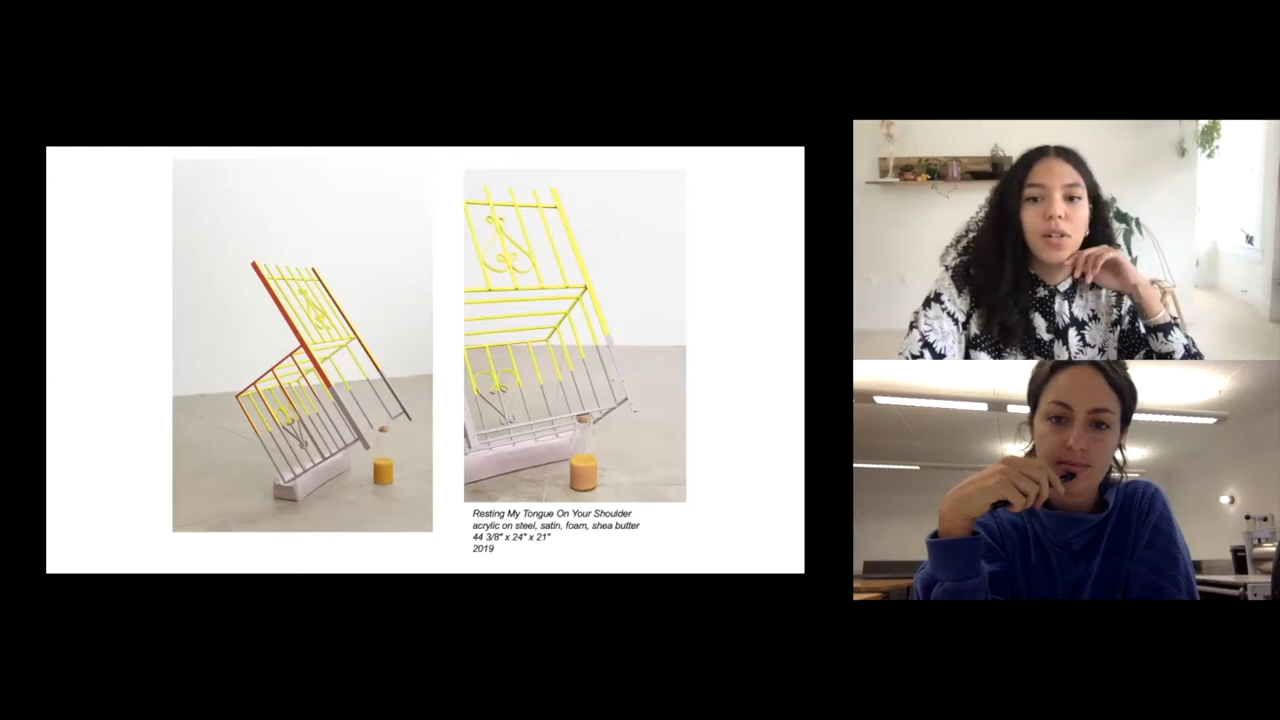 Resting My Tongue On Your Shoulder
acrylic on steel, satin, foam, shea butter
44 3/8" x 24" x 21"
2019